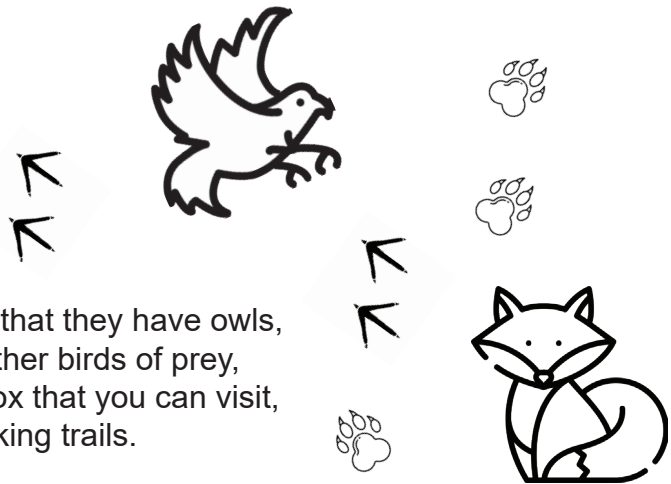 that they have owls,
ther birds of prey,
ox that you can visit,
king trails.